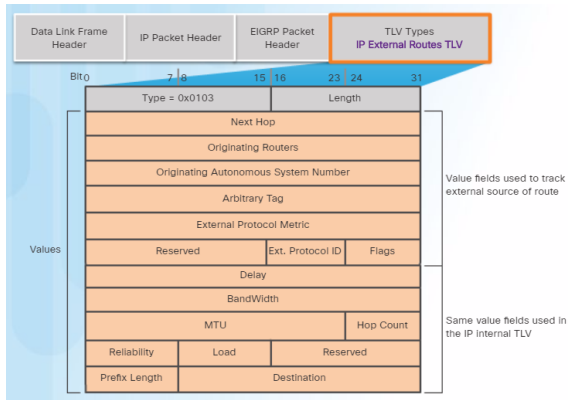 Data Link Frame Header
IP Packet Header
EIGRP Packet Header
TLV Types
IP External Routes TLV
Bit0 7 8 15 16 23 24 31
Type = 0x0103 Length
Next Hop
Originating Routers
Originating Autonomous System Number
Arbitrary Tag
External Protocol Metric
Reserved Ext. Protocol ID Flags
Delay
BandWidth
MTU Hop Count
Reliability Load Reserved
Prefix Length Destination
Values
Value fields used to track
external source of route
Same value fields used in
the IP Internal TLV